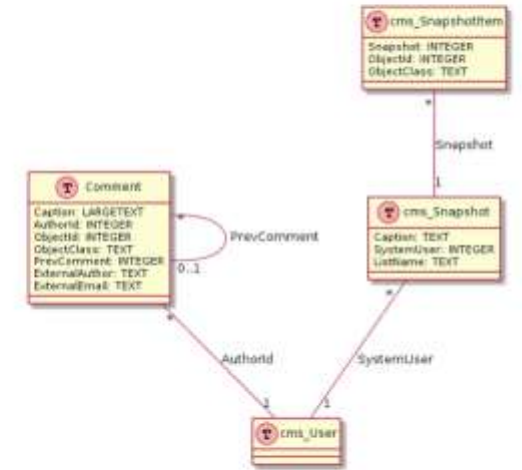 T cms_SnapshotItem
Snapshot: INTEGER
ObjectId: INTEGER
ObjectClass: TEXT
*
Snapshot
1
T Comment
Caption: LARGETEXT
AuthorId: INTEGER
ObjectId: INTEGER
ObjectClass: TEXT
PrevComment: INTEGER
ExternalAuthor: TEXT
ExternalEmail: TEXT
*
PrevComment
0..1
T cms_Snapshot
Caption: TEXT
SystemUser: INTEGER
ListName: TEXT
*
*
AuthorId
SystemUser
1
1
T cms_User